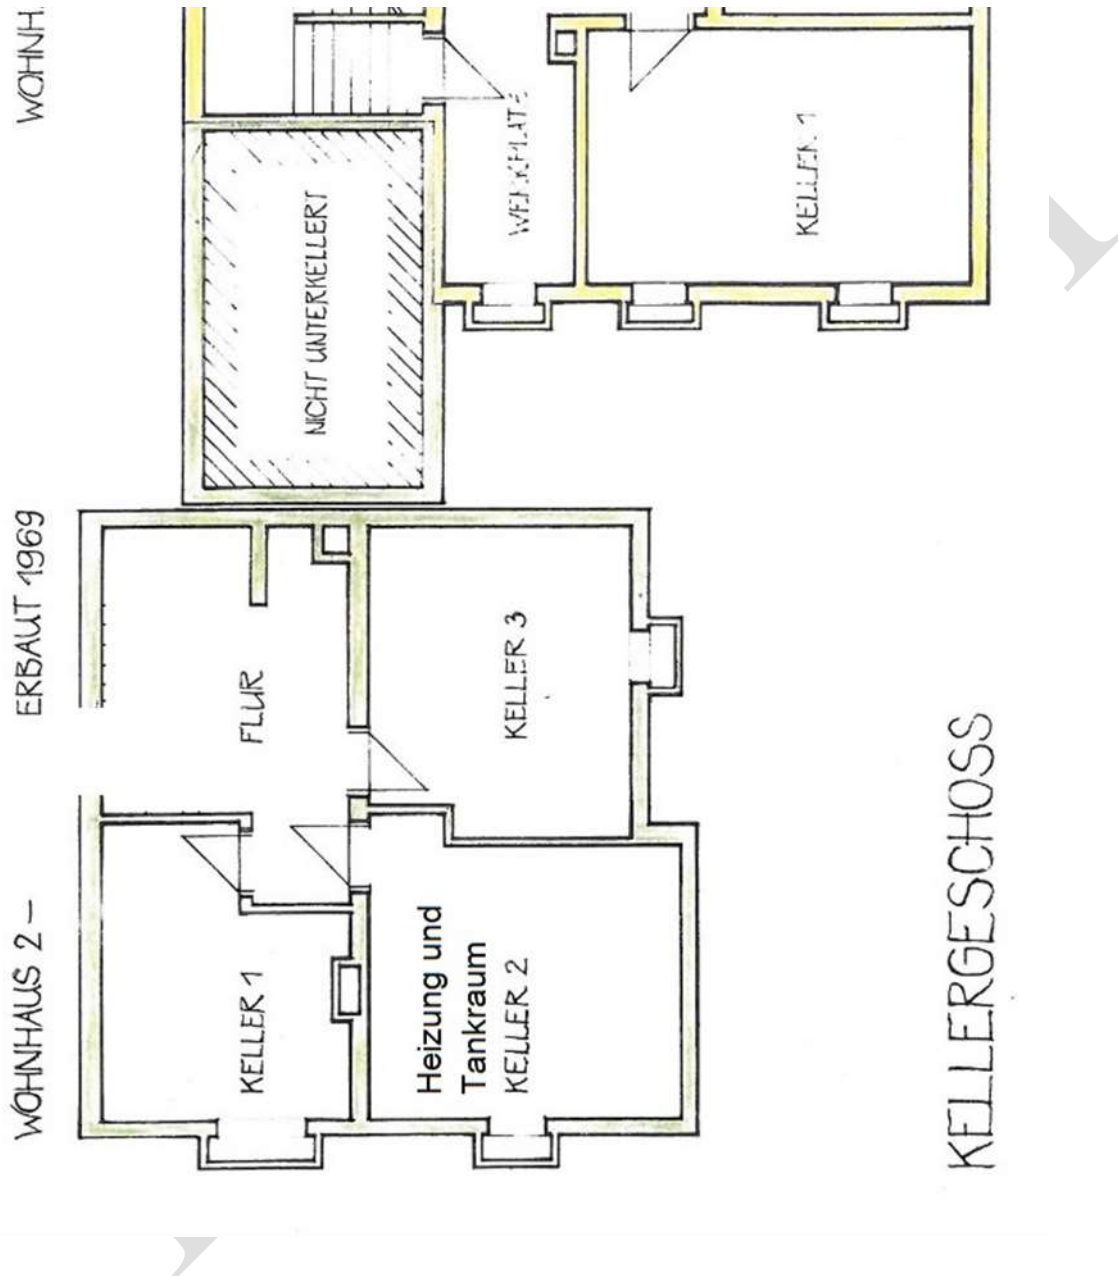 WOHNHAUS 2 – ERBAUT 1969
WOHNH.
KELLER 1
FLUR
NICHT UNTERKELLERT
Heizung und
Tankraum
KELLER 2
KELLER 3
KELLER 1
KELLERGESCHOSS